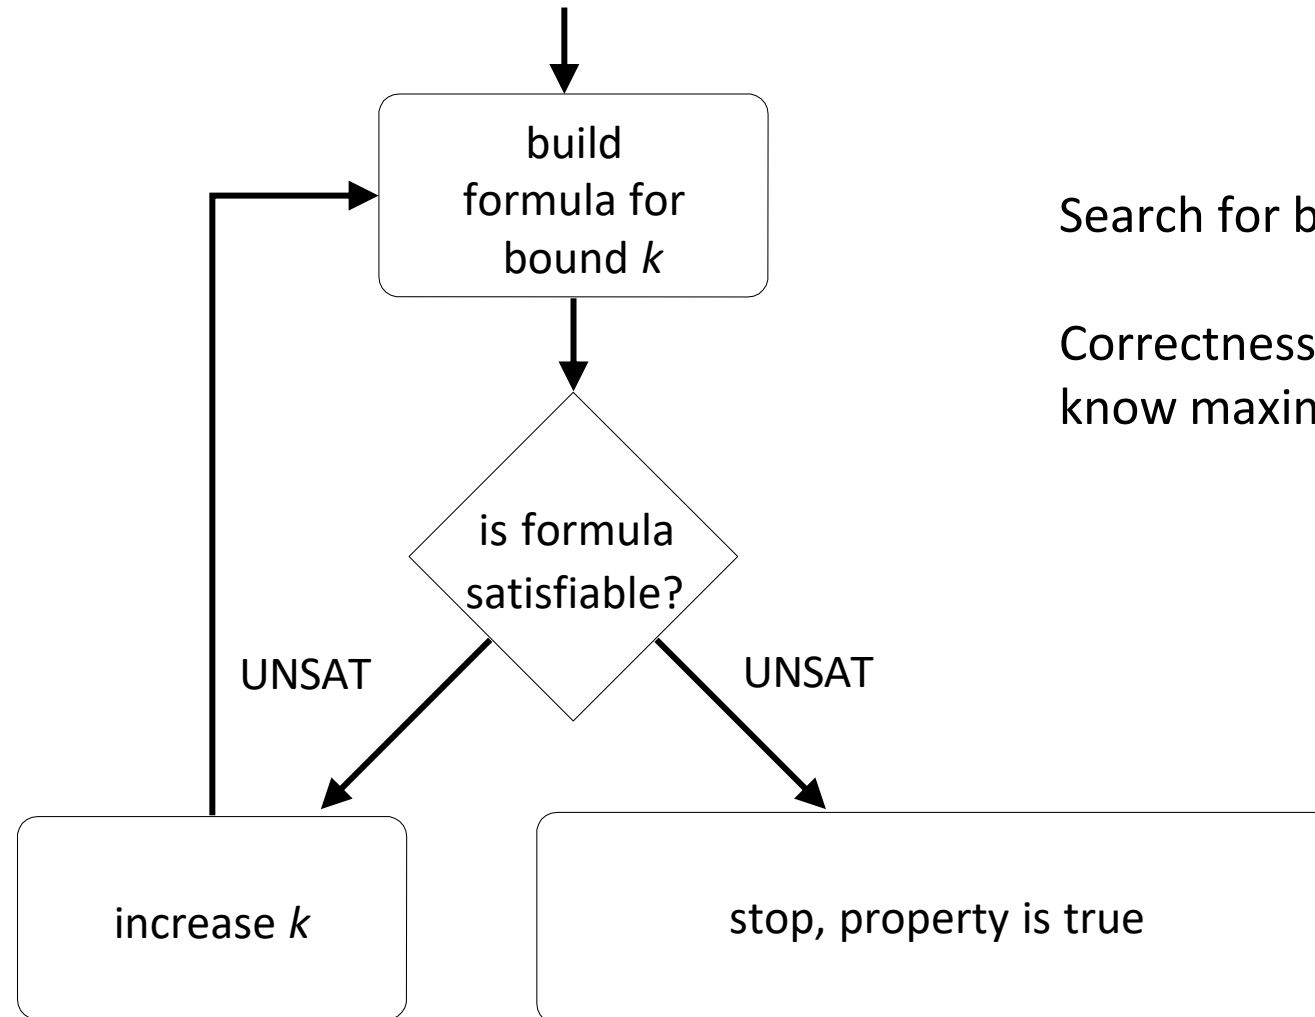 build
formula for
bound k
Search for b
Correctness
know maxin
is formula
satisfiable?
UNSAT
UNSAT
increase k
stop, property is true